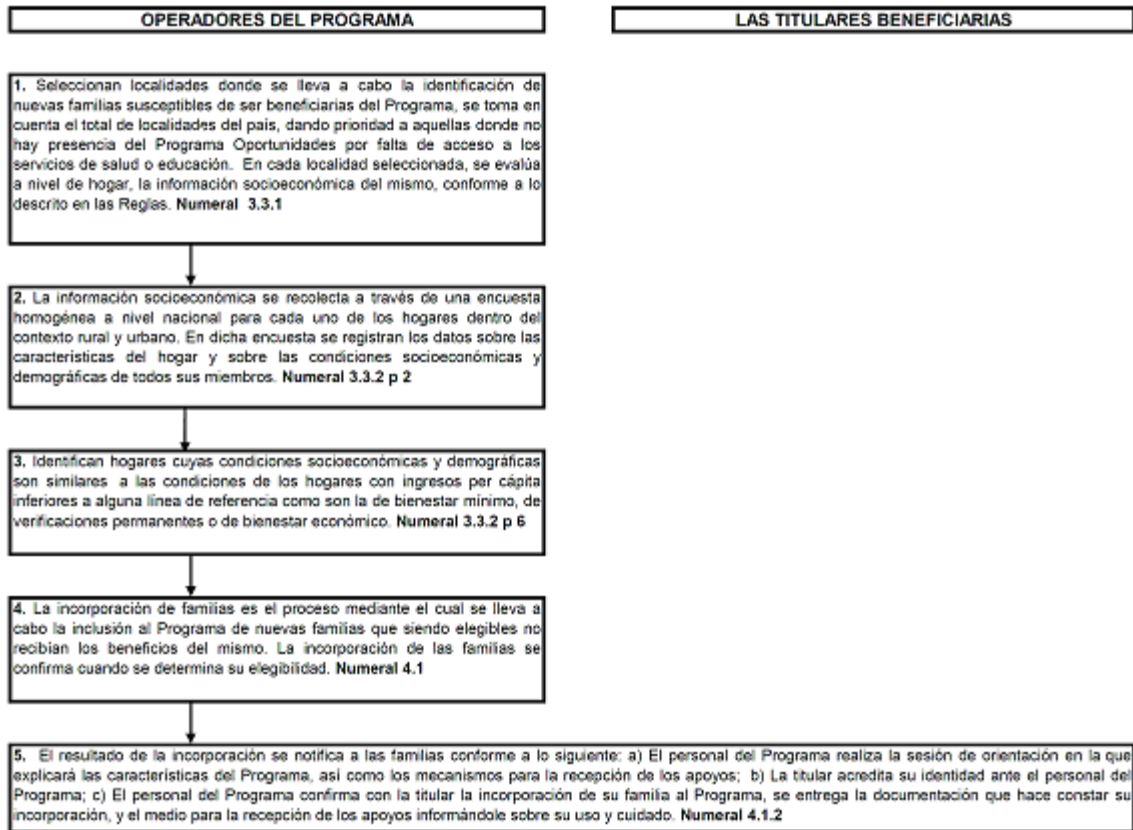 OPERADORES DEL PROGRAMA
LAS TITULARES BENEFICIARIAS
1. Seleccionan localidades donde se lleva a cabo la identificación de
nuevas familias susceptibles de ser beneficiarias del Programa, se toma en
cuenta el total de localidades del país, dando prioridad a aquellas donde no
hay presencia del Programa Oportunidades por falta de acceso a los
servicios de salud o educación. En cada localidad seleccionada, se evalúa
a nivel de hogar, la información socioeconómica del mismo, conforme a lo
descrito en las Reglas. Numeral 3.3.1
2. La información socioeconómica se recolecta a través de una encuesta
homogénea a nivel nacional para cada uno de los hogares dentro del
contexto rural y urbano. En dicha encuesta se registran los datos sobre las
características del hogar y sobre las condiciones socioeconómicas y
demográficas de todos sus miembros. Numeral 3.3.2 p 2
3. Identifican hogares cuyas condiciones socioeconómicas y demográficas
son similares a las condiciones de los hogares con ingresos per cápita
inferiores a alguna línea de referencia como son la de bienestar mínimo, de
verificaciones permanentes o de bienestar económico. Numeral 3.3.2 p 6
4. La incorporación de familias es el proceso mediante el cual se lleva a
cabo la inclusión al Programa de nuevas familias que siendo elegibles no
recibían los beneficios del mismo. La incorporación de las familias se
confirma cuando se determina su elegibilidad. Numeral 4.1
5. El resultado de la incorporación se notifica a las familias conforme a lo siguiente: a) El personal del Programa realiza la sesión de orientación en la que
explicará las características del Programa, así como los mecanismos para la recepción de los apoyos; b) La titular acredita su identidad ante el personal del
Programa; c) El personal del Programa confirma con la titular la incorporación de su familia al Programa, se entrega la documentación que hace constar su
incorporación, y el medio para la recepción de los apoyos informándole sobre su uso y cuidado. Numeral 4.1.2